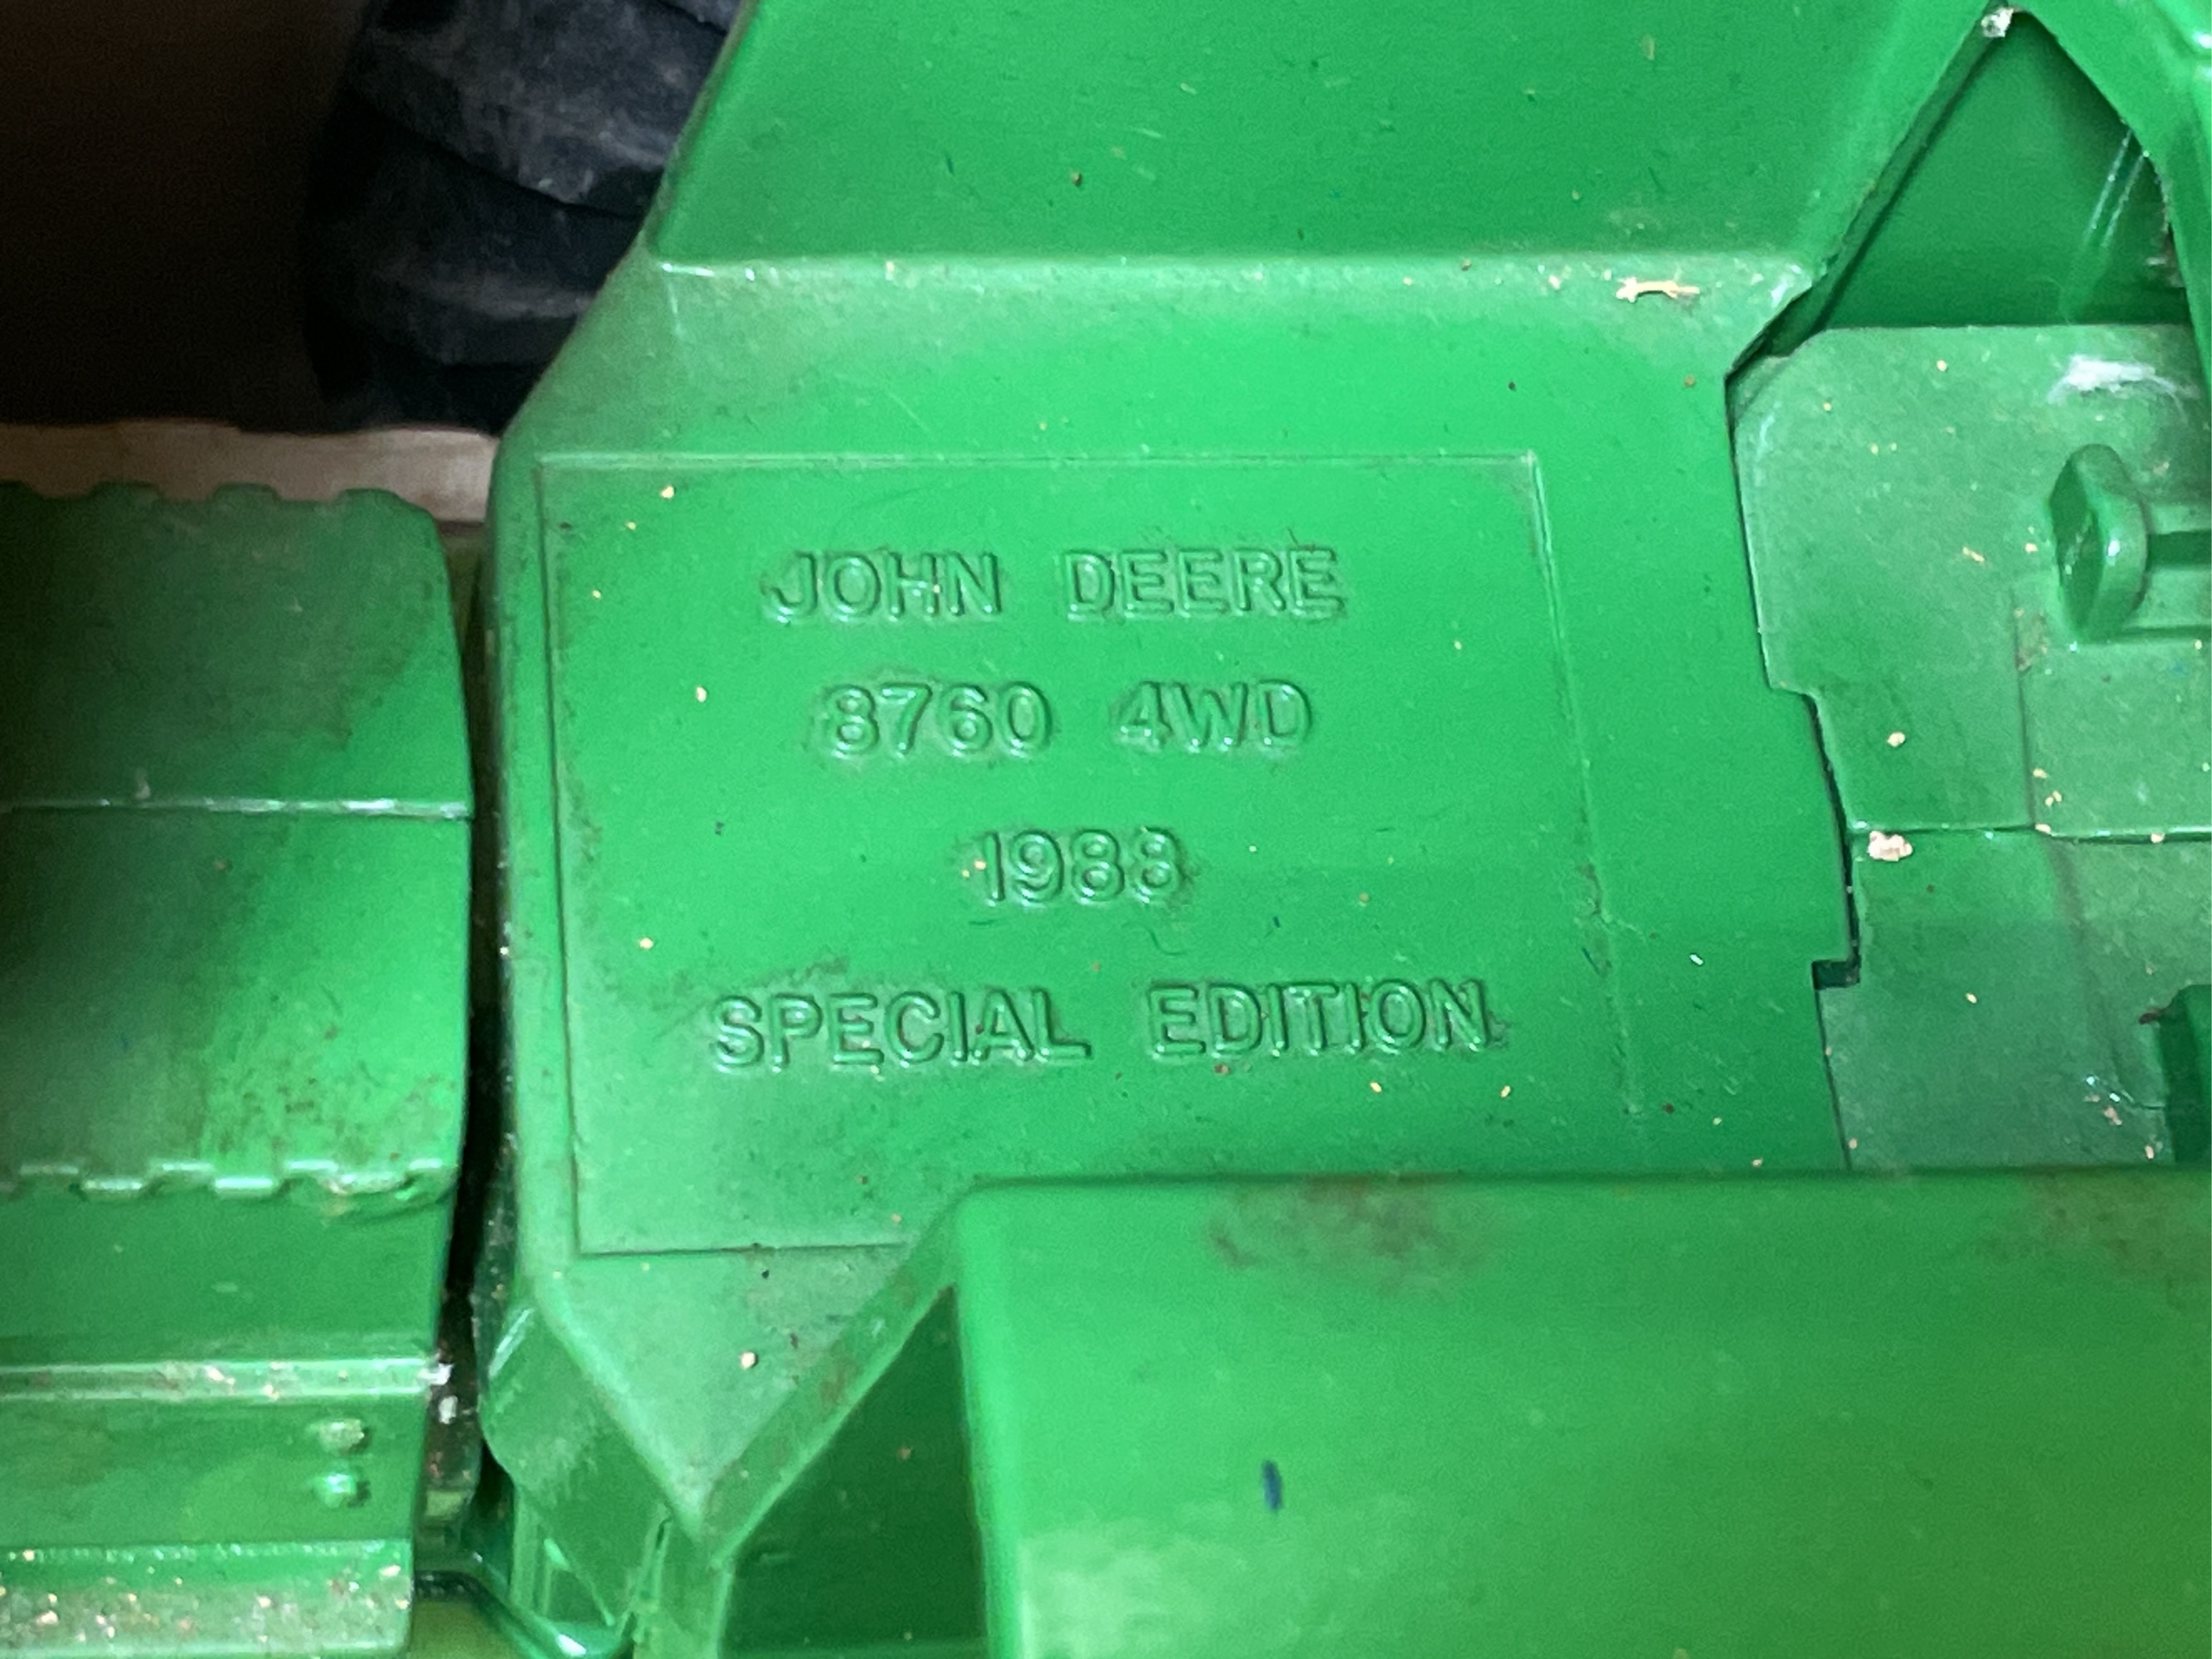 JOHN DEERE
8760 4WD
1988
SPECIAL EDITION